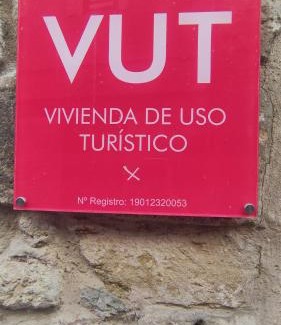 VUT
VIVIENDA DE USO
TURÍSTICO
Nº Registro: 19012320053